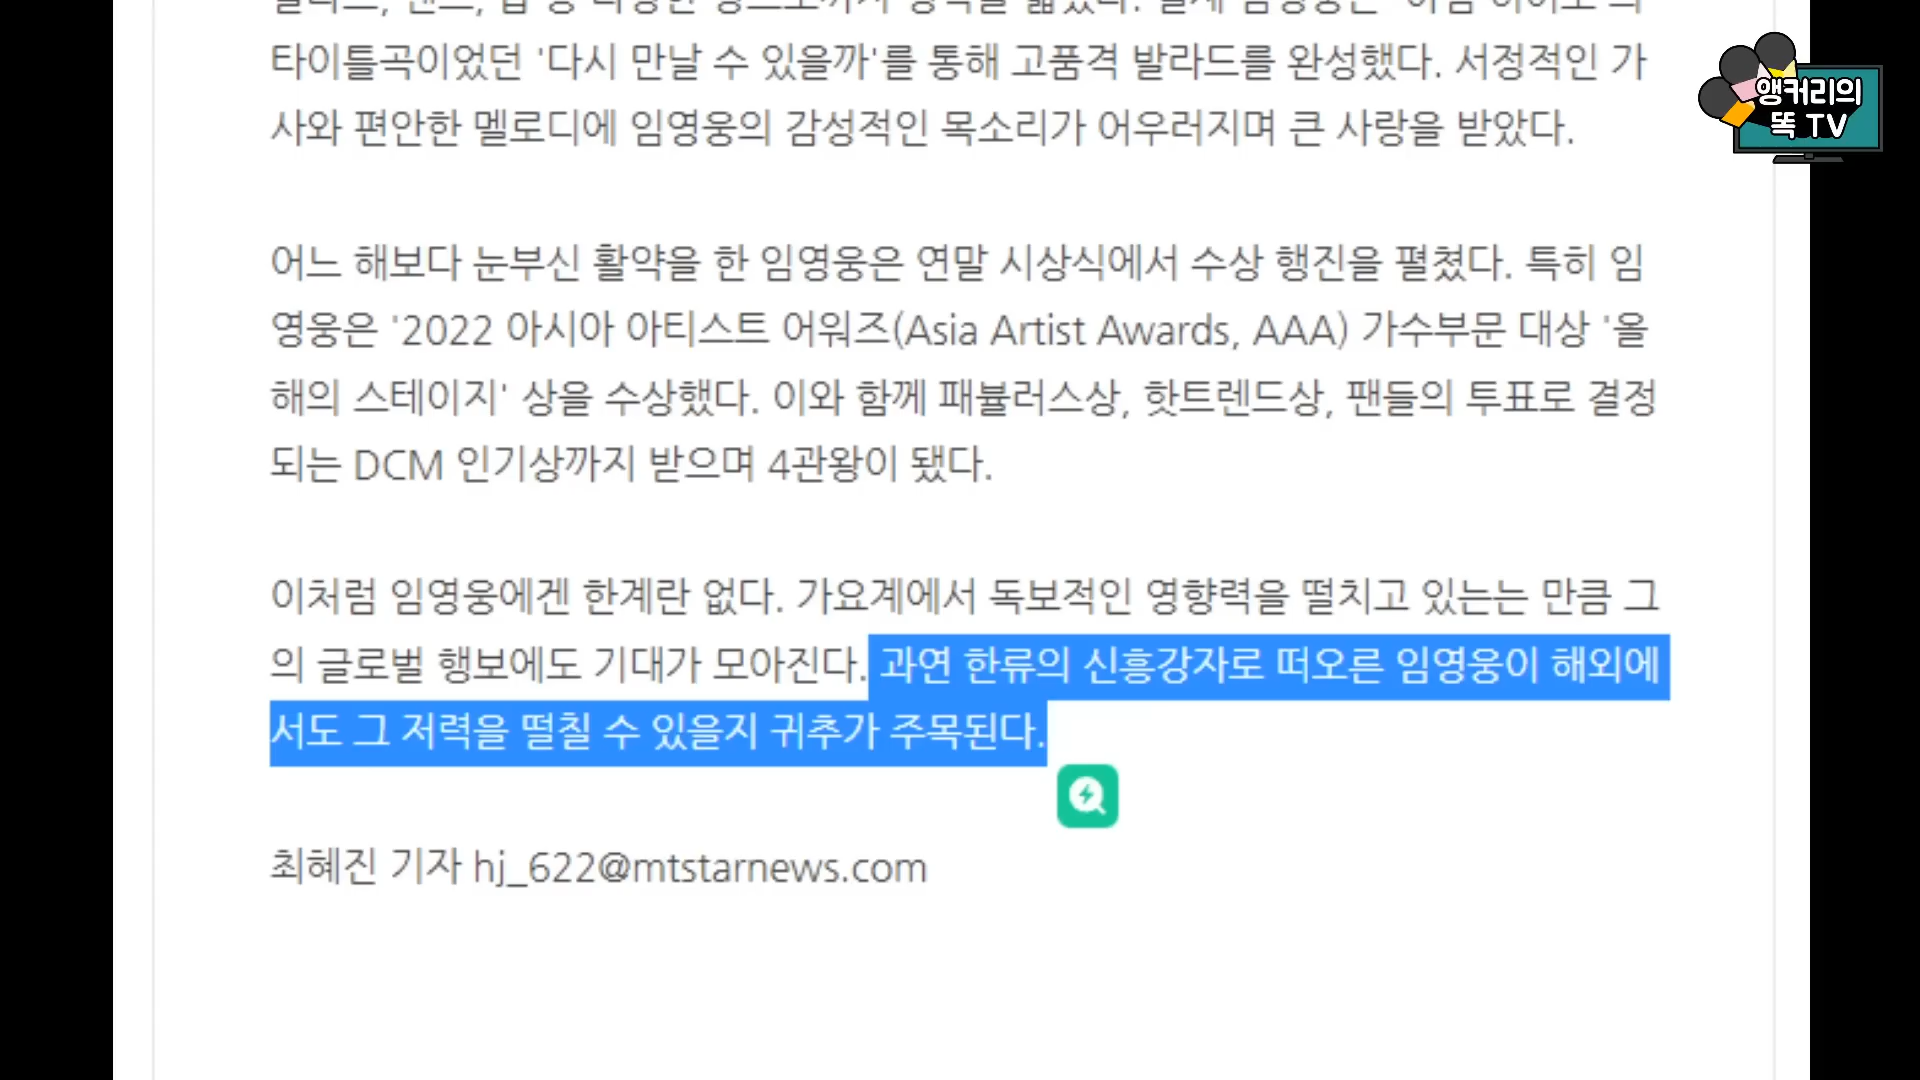 타이틀곡이었던 '다시 만날 수 있을까'를 통해 고품격 발라드를 완성했다. 서정적인 가
사와 편안한 멜로디에 임영웅의 감성적인 목소리가 어우러지며 큰 사랑을 받았다.
어느 해보다 눈부신 활약을 한 임영웅은 연말 시상식에서 수상 행진을 펼쳤다. 특히 임
영웅은 '2022 아시아 아티스트 어워즈(Asia Artist Awards, AAA) 가수부문 대상 '올
해의 스테이지' 상을 수상했다. 이와 함께 패뷸러스상, 핫트렌드상, 팬들의 투표로 결정
되는 DCM 인기상까지 받으며 4관왕이 됐다.
이처럼 임영웅에겐 한계란 없다. 가요계에서 독보적인 영향력을 떨치고 있는는 만큼 그
의 글로벌 행보에도 기대가 모아진다. 과연 한류의 신흥강자로 떠오른 임영웅이 해외에
서도 그 저력을 떨칠 수 있을지 귀추가 주목된다.
최혜진 기자 hj_622@mtstarnews.com
앵커리의
똑 TV